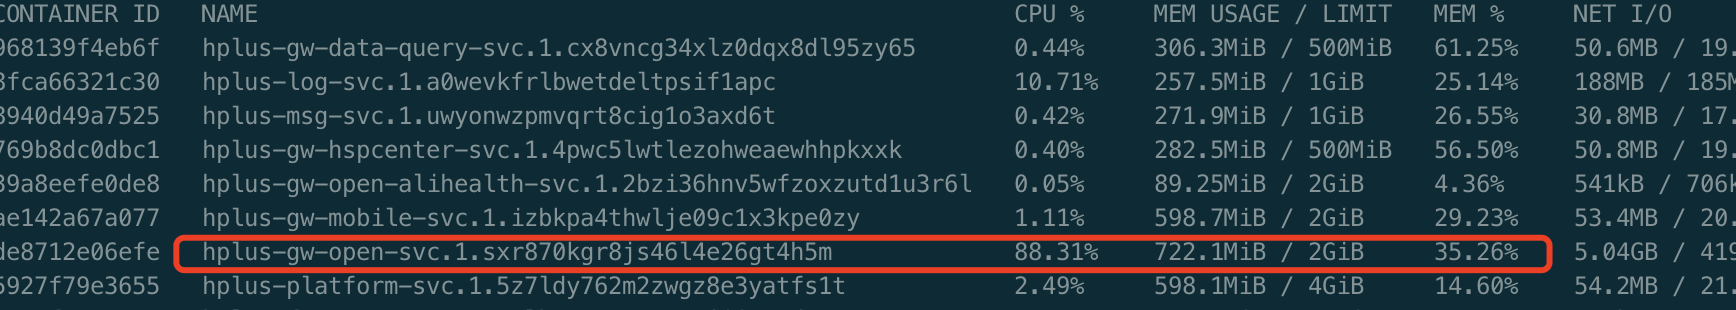 CONTAINER ID NAME CPU % MEM USAGE / LIMIT MEM % NET I/O
968139f4eb6f hplus-gw-data-query-svc.1.cx8vncg34xlz0dqx8dl95zy65 0.44% 306.3MiB / 500MiB 61.25% 50.6MB / 19.
8fca66321c30 hplus-log-svc.1.a0wevkfrlbwetdeltpsif1apc 10.71% 257.5MiB / 1GiB 25.14% 188MB / 185M
8940d49a7525 hplus-msg-svc.1.uwyonwzpmvqrt8cig1o3axd6t 0.42% 271.9MiB / 1GiB 26.55% 30.8MB / 17.
769b8dc0dbc1 hplus-gw-hspcenter-svc.1.4pwc5lwtlezohweaewhhpkxxk 0.40% 282.5MiB / 500MiB 56.50% 50.8MB / 19.
39a8eefe0de8 hplus-gw-open-alihealth-svc.1.2bzi36hnv5wfzoxzutd1u3r6l 0.05% 89.25MiB / 2GiB 4.36% 541kB / 706k
ae142a67a077 hplus-gw-mobile-svc.1.izbkpa4thwlje09c1x3kpe0zy 1.11% 598.7MiB / 2GiB 29.23% 53.4MB / 20.
de8712e06efe hplus-gw-open-svc.1.sxr870kgr8js46l4e26gt4h5m 88.31% 722.1MiB / 2GiB 35.26% 5.04GB / 419
5927f79e3655 hplus-platform-svc.1.5z7ldy762m2zwgz8e3yatfs1t 2.49% 598.1MiB / 4GiB 14.60% 54.2MB / 21.